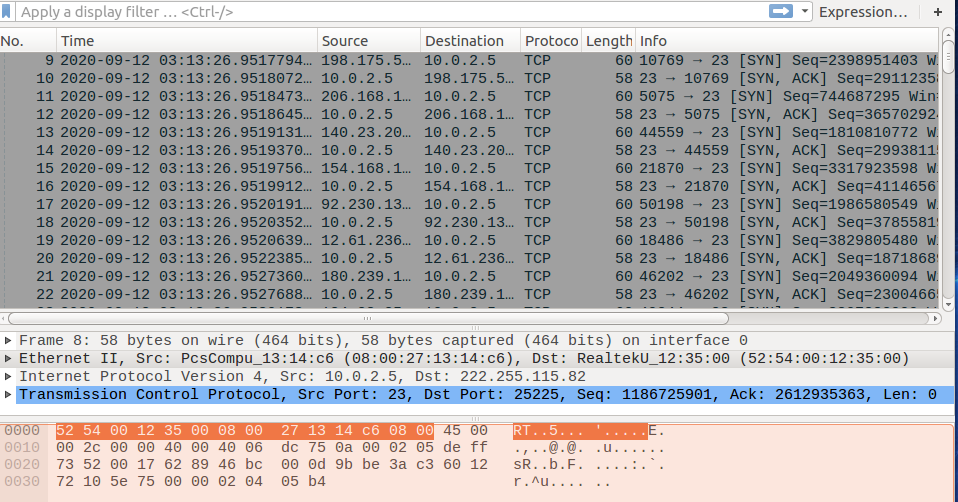 Apply a display filter … <Ctrl-/> Expression… +
No. Time Source Destination Protoco Length Info
9 2020-09-12 03:13:26.9517794… 198.175.5… 10.0.2.5 TCP 60 10769 → 23 [SYN] Seq=2398951403 W
10 2020-09-12 03:13:26.9518072… 10.0.2.5 198.175.5… TCP 58 23 → 10769 [SYN, ACK] Seq=2911235
11 2020-09-12 03:13:26.9518473… 206.168.1… 10.0.2.5 TCP 60 5075 → 23 [SYN] Seq=744687295 Win=
12 2020-09-12 03:13:26.9518645… 10.0.2.5 206.168.1… TCP 58 23 → 5075 [SYN, ACK] Seq=365702924
13 2020-09-12 03:13:26.9519131… 140.23.20… 10.0.2.5 TCP 60 44559 → 23 [SYN] Seq=1810810772 W
14 2020-09-12 03:13:26.9519370… 10.0.2.5 140.23.20… TCP 58 23 → 44559 [SYN, ACK] Seq=2993811
15 2020-09-12 03:13:26.9519756… 154.168.1… 10.0.2.5 TCP 60 21870 → 23 [SYN] Seq=3317923598 W
16 2020-09-12 03:13:26.9519912… 10.0.2.5 154.168.1… TCP 58 23 → 21870 [SYN, ACK] Seq=4114656
17 2020-09-12 03:13:26.9520191… 92.230.13… 10.0.2.5 TCP 60 50198 → 23 [SYN] Seq=1986580549 W
18 2020-09-12 03:13:26.9520352… 10.0.2.5 92.230.13… TCP 58 23 → 50198 [SYN, ACK] Seq=3785581
19 2020-09-12 03:13:26.9520639… 12.61.236… 10.0.2.5 TCP 60 18486 → 23 [SYN] Seq=3829805480 W
20 2020-09-12 03:13:26.9522385… 10.0.2.5 12.61.236… TCP 58 23 → 18486 [SYN, ACK] Seq=1871868
21 2020-09-12 03:13:26.9527360… 180.239.1… 10.0.2.5 TCP 60 46202 → 23 [SYN] Seq=2049360094 W
22 2020-09-12 03:13:26.9527688… 10.0.2.5 180.239.1… TCP 58 23 → 46202 [SYN, ACK] Seq=2300466
Frame 8: 58 bytes on wire (464 bits), 58 bytes captured (464 bits) on interface 0
Ethernet II, Src: PcsCompu_13:14:c6 (08:00:27:13:14:c6), Dst: RealtekU_12:35:00 (52:54:00:12:35:00)
Internet Protocol Version 4, Src: 10.0.2.5, Dst: 222.255.115.82
Transmission Control Protocol, Src Port: 23, Dst Port: 25225, Seq: 1186725901, Ack: 2612935363, Len: 0
0000 52 54 00 12 35 00 08 00 27 13 14 c6 08 00 45 00 RT..5... '.....E.
0010 00 2c 00 00 40 00 40 06 dc 75 0a 00 02 05 de ff .,..@.@. .u......
0020 73 52 00 17 62 89 46 bc 00 0d 9b be 3a c3 60 12 sR..b.F. ....:.`.
0030 72 10 5e 75 00 00 02 04 05 b4 r.^u.... ..